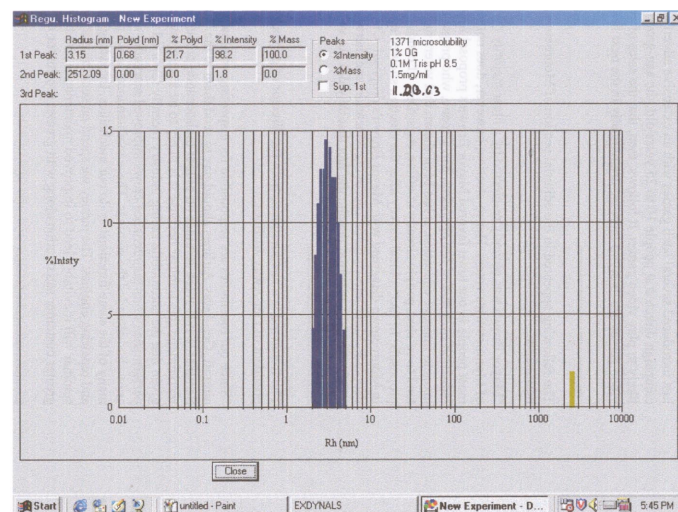 Regu. Histogram - New Experiment
Radius (nm) Polyd (nm) % Polyd % Intensity % Mass
1st Peak: 3.15 0.68 21.7 98.2 100.0
2nd Peak: 2512.09 0.00 0.0 1.8 0.0
3rd Peak:
Peaks
%Intensity
%Mass
Sup. 1st
1371 microsolubility
1% OG
0.1M Tris pH 8.5
1.5mg/ml
15
10
%Intisty
5
0
0.01 0.1 1 10 100 1000 10000
Rh (nm)
Close
Start untitled - Paint EXDYNALS New Experiment - D... 5:45 PM